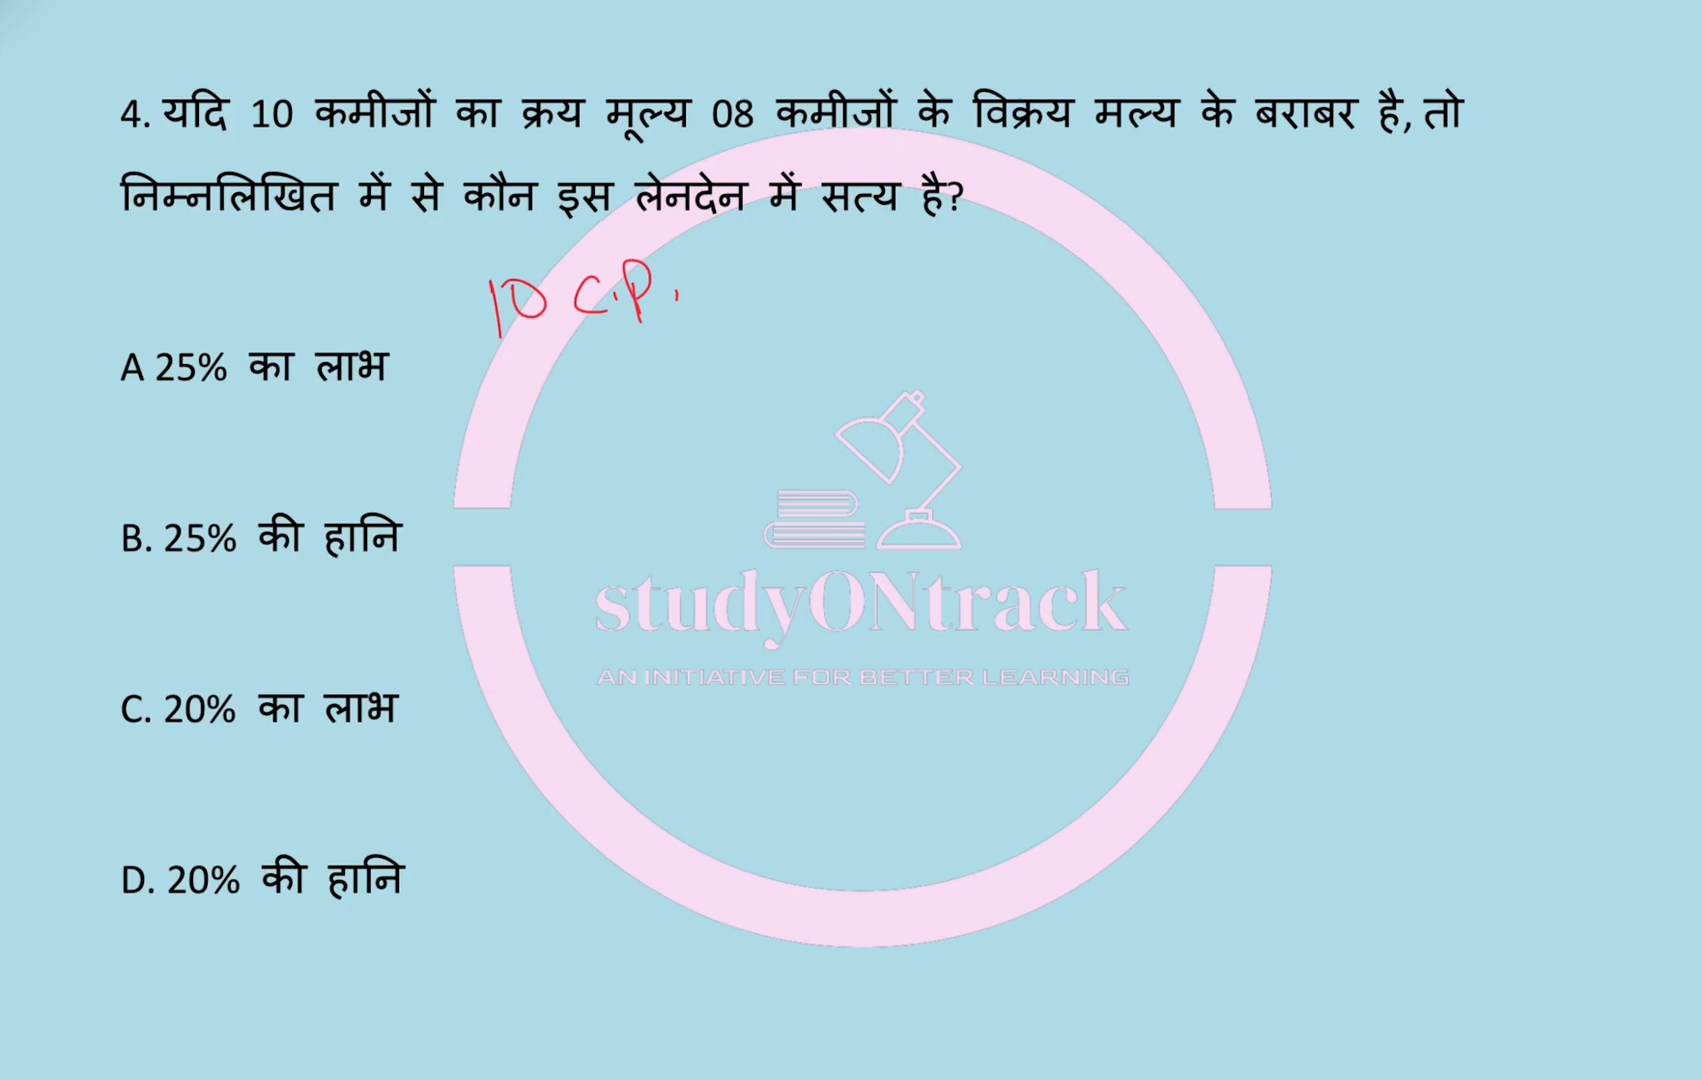 4. यदि 10 कमीजों का क्रय मूल्य 08 कमीजों के विक्रय मल्य के बराबर है, तो
निम्नलिखित में से कौन इस लेनदेन में सत्य है?
10 C.P.
A 25% का लाभ
B. 25% की हानि
studyONtrack
AN INITIATIVE FOR BETTER LEARNING
C. 20% का लाभ
D. 20% की हानि